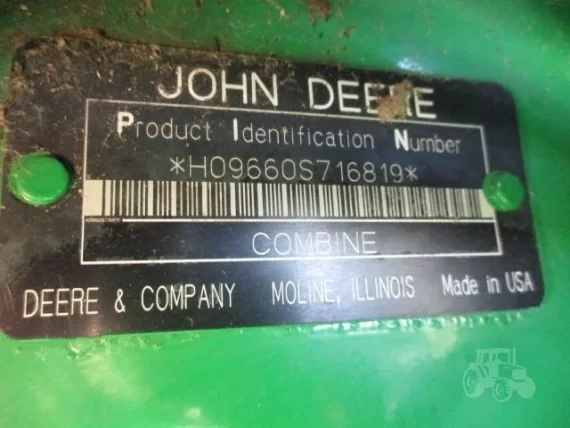 JOHN DEERE
Product Identification Number
*H09660S716819*
COMBINE
DEERE & COMPANY MOLINE, ILLINOIS Made in USA